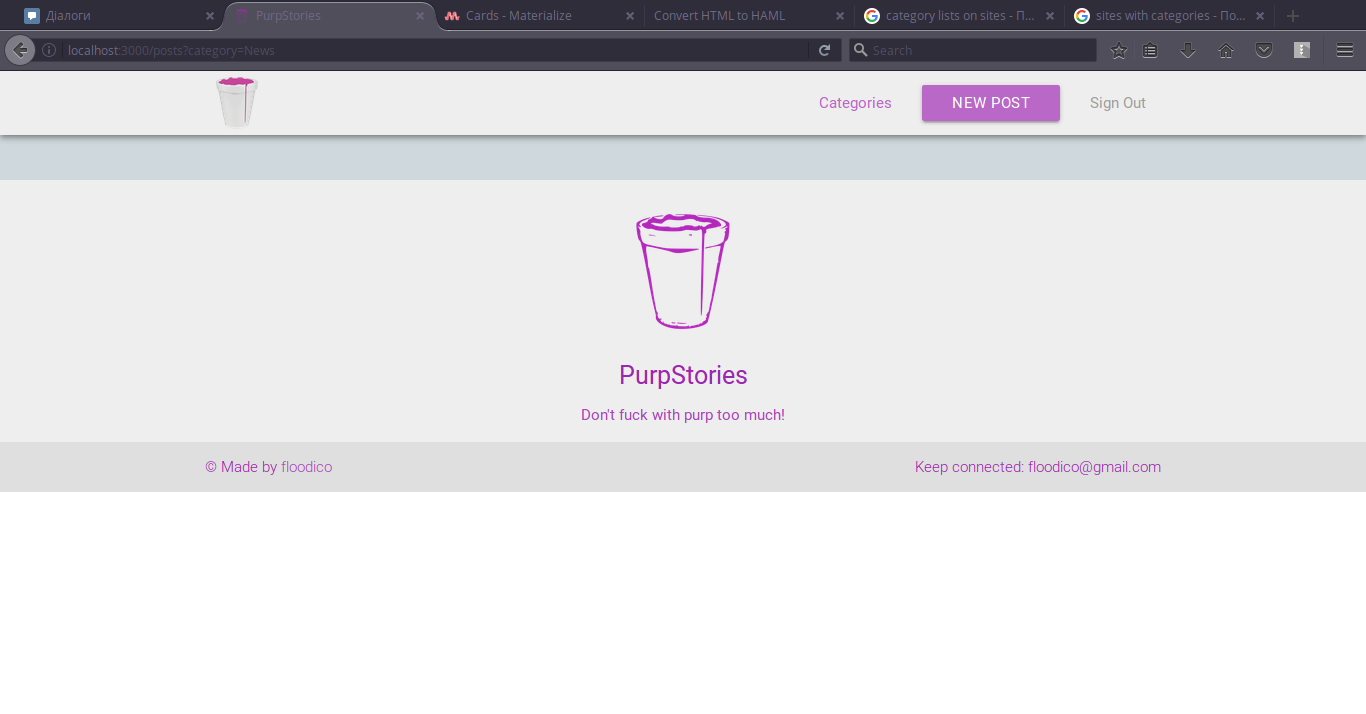 Діалоги
PurpStories
Cards - Materialize
Convert HTML to HAML
category lists on sites - П...
sites with categories - По...
localhost:3000/posts?category=News
Search
Categories
NEW POST
Sign Out
PurpStories
Don't fuck with purp too much!
© Made by floodico
Keep connected: floodico@gmail.com